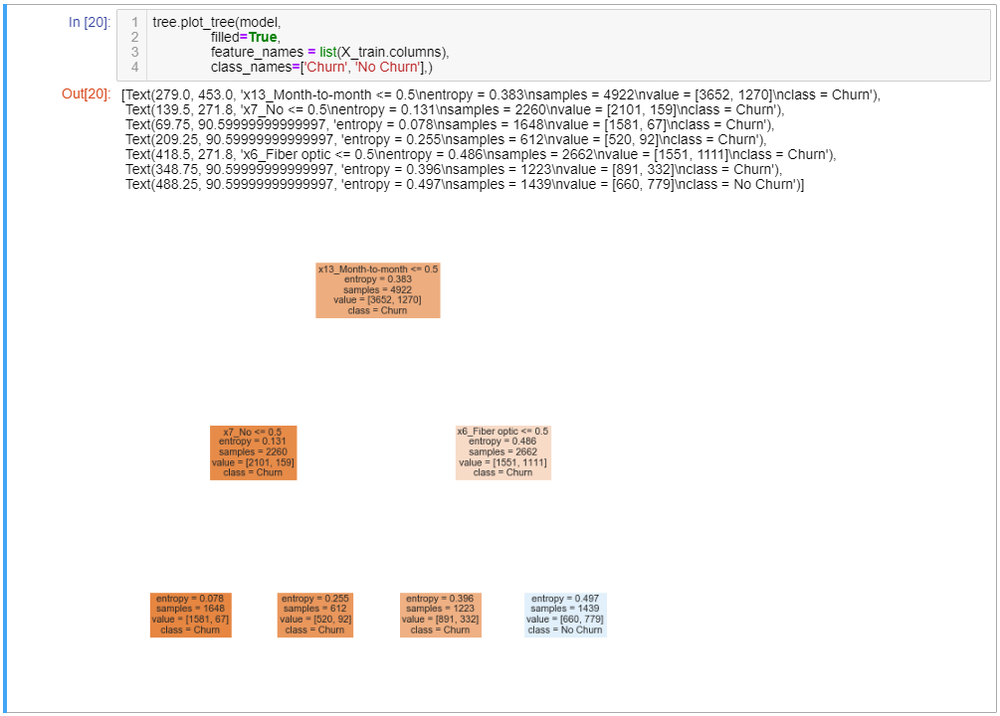 In [20]:
1 tree.plot_tree(model,
2 filled=True,
3 feature_names = list(X_train.columns),
4 class_names=['Churn', 'No Churn'],)
Out[20]: [Text(279.0, 453.0, 'x13_Month-to-month <= 0.5\nentropy = 0.383\nsamples = 4922\nvalue = [3652, 1270]\nclass = Churn'),
Text(139.5, 271.8, 'x7_No <= 0.5\nentropy = 0.131\nsamples = 2260\nvalue = [2101, 159]\nclass = Churn'),
Text(69.75, 90.59999999999997, 'entropy = 0.078\nsamples = 1648\nvalue = [1581, 67]\nclass = Churn'),
Text(209.25, 90.59999999999997, 'entropy = 0.255\nsamples = 612\nvalue = [520, 92]\nclass = Churn'),
Text(418.5, 271.8, 'x6_Fiber optic <= 0.5\nentropy = 0.486\nsamples = 2662\nvalue = [1551, 1111]\nclass = Churn'),
Text(348.75, 90.59999999999997, 'entropy = 0.396\nsamples = 1223\nvalue = [891, 332]\nclass = Churn'),
Text(488.25, 90.59999999999997, 'entropy = 0.497\nsamples = 1439\nvalue = [660, 779]\nclass = No Churn')]
x13_Month-to-month <= 0.5
entropy = 0.383
samples = 4922
value = [3652, 1270]
class = Churn
x7_No <= 0.5
entropy = 0.131
samples = 2260
value = [2101, 159]
class = Churn
x6_Fiber optic <= 0.5
entropy = 0.486
samples = 2662
value = [1551, 1111]
class = Churn
entropy = 0.078
samples = 1648
value = [1581, 67]
class = Churn
entropy = 0.255
samples = 612
value = [520, 92]
class = Churn
entropy = 0.396
samples = 1223
value = [891, 332]
class = Churn
entropy = 0.497
samples = 1439
value = [660, 779]
class = No Churn